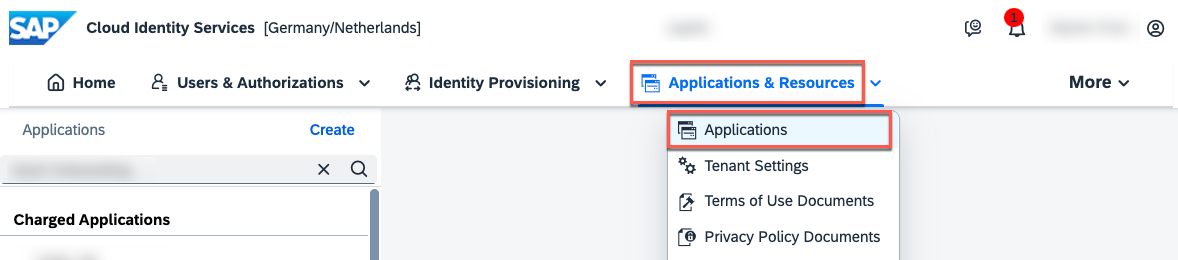 SAP Cloud Identity Services [Germany/Netherlands] 1
Home Users & Authorizations Identity Provisioning Applications & Resources More
Applications Create
Applications
Tenant Settings
Charged Applications
Terms of Use Documents
Privacy Policy Documents